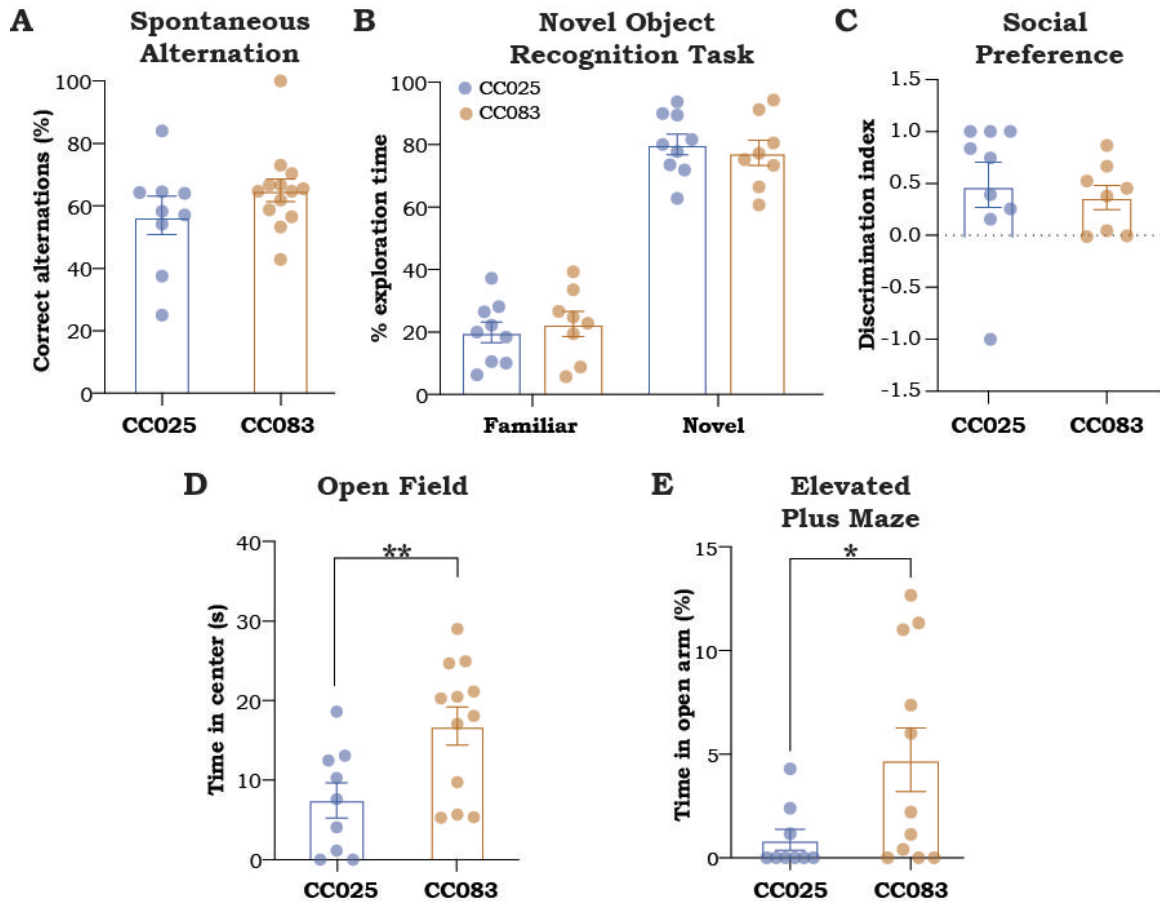 A
Spontaneous
Alternation
Correct alternations (%)
100
80
60
40
20
0
CC025
CC083
B
Novel Object
Recognition Task
CC025
CC083
% exploration time
100
80
60
40
20
0
Familiar
Novel
C
Social
Preference
Discrimination index
1.5
1.0
0.5
0.0
-0.5
-1.0
-1.5
CC025
CC083
D
Open Field
Time in center (s)
40
30
20
10
0
**
CC025
CC083
E
Elevated
Plus Maze
Time in open arm (%)
15
10
5
0
*
CC025
CC083